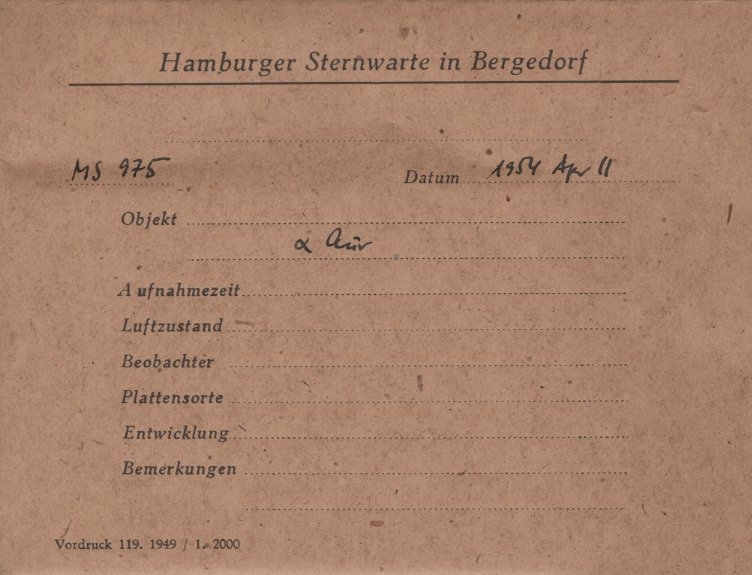 Hamburger Sternwarte in Bergedorf
MS 975 Datum 1954 Apr 11
Objekt
α Aur
Aufnahmezeit
Luftzustand
Beobachter
Plattensorte
Entwicklung
Bemerkungen
Vordruck 119. 1949 / 1. 2000